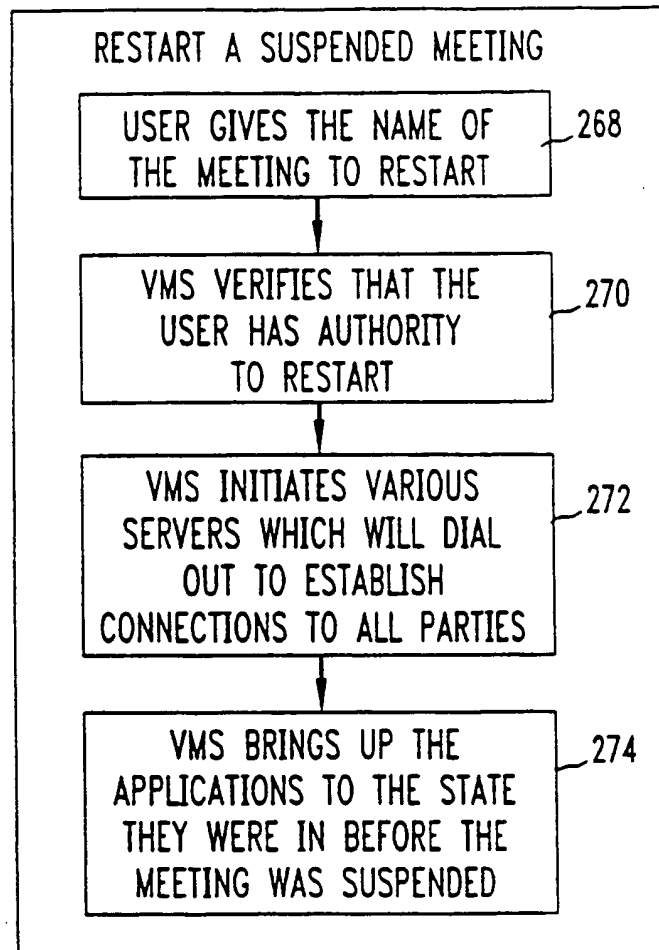 RESTART A SUSPENDED MEETING
USER GIVES THE NAME OF
THE MEETING TO RESTART
268
VMS VERIFIES THAT THE
USER HAS AUTHORITY
TO RESTART
270
VMS INITIATES VARIOUS
SERVERS WHICH WILL DIAL
OUT TO ESTABLISH
CONNECTIONS TO ALL PARTIES
272
VMS BRINGS UP THE
APPLICATIONS TO THE STATE
THEY WERE IN BEFORE THE
MEETING WAS SUSPENDED
274